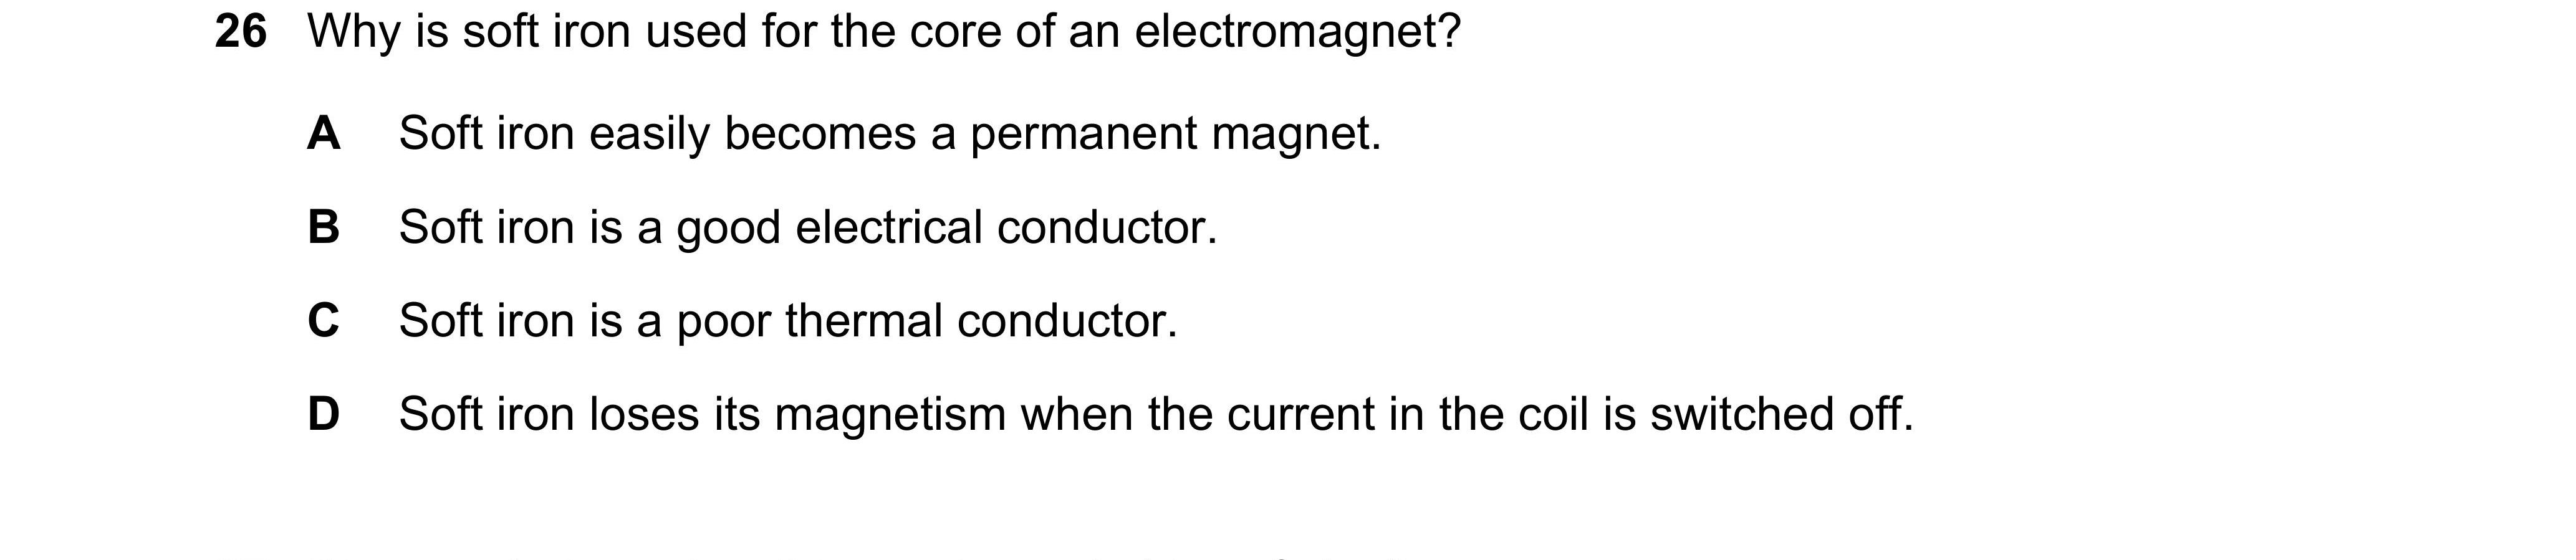 26 Why is soft iron used for the core of an electromagnet?
A Soft iron easily becomes a permanent magnet.
B Soft iron is a good electrical conductor.
C Soft iron is a poor thermal conductor.
D Soft iron loses its magnetism when the current in the coil is switched off.